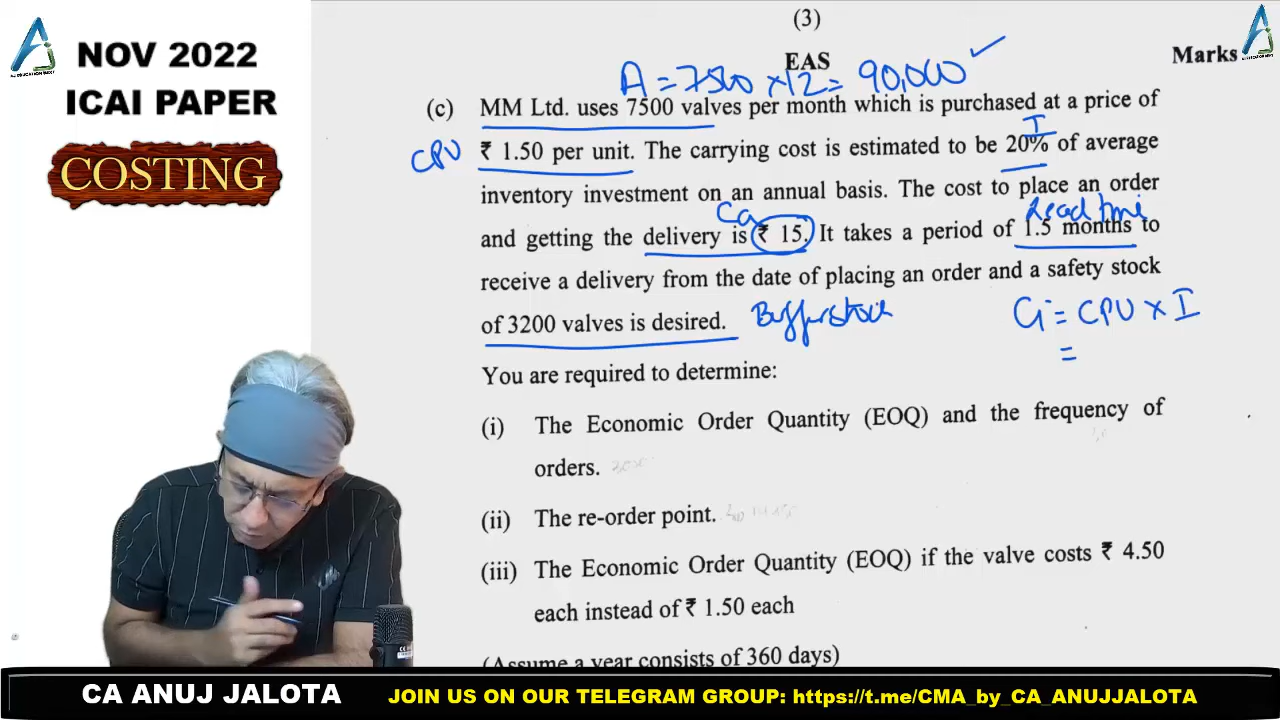 (3)
NOV 2022
ICAI PAPER
COSTING
EAS
Marks
A = 7500 × 12 = 90,000 ✓
(c) MM Ltd. uses 7500 valves per month which is purchased at a price of
CPU
I
₹ 1.50 per unit. The carrying cost is estimated to be 20% of average
inventory investment on an annual basis. The cost to place an order
Ca
Lead time
and getting the delivery is ₹ 15. It takes a period of 1.5 months to
receive a delivery from the date of placing an order and a safety stock
of 3200 valves is desired.
Buffer stock
Ci = CPU × I
=
You are required to determine:
(i) The Economic Order Quantity (EOQ) and the frequency of
orders.
(ii) The re-order point.
(iii) The Economic Order Quantity (EOQ) if the valve costs ₹ 4.50
each instead of ₹ 1.50 each
(Assume a year consists of 360 days)
CA ANUJ JALOTA
JOIN US ON OUR TELEGRAM GROUP: https://t.me/CMA_by_CA_ANUJJALOTA